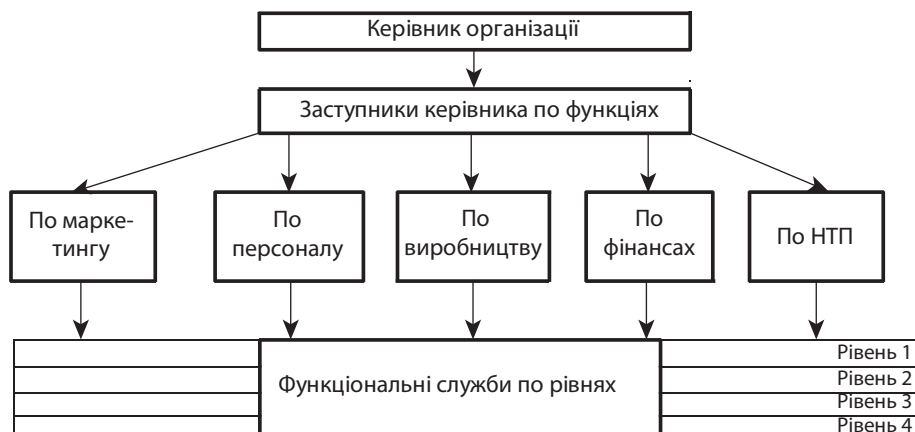 Керівник організації
Заступники керівника по функціях
По марке-
тингу
По
персоналу
По
виробництву
По
фінансах
По НТП
Функціональні служби по рівнях
Рівень 1
Рівень 2
Рівень 3
Рівень 4